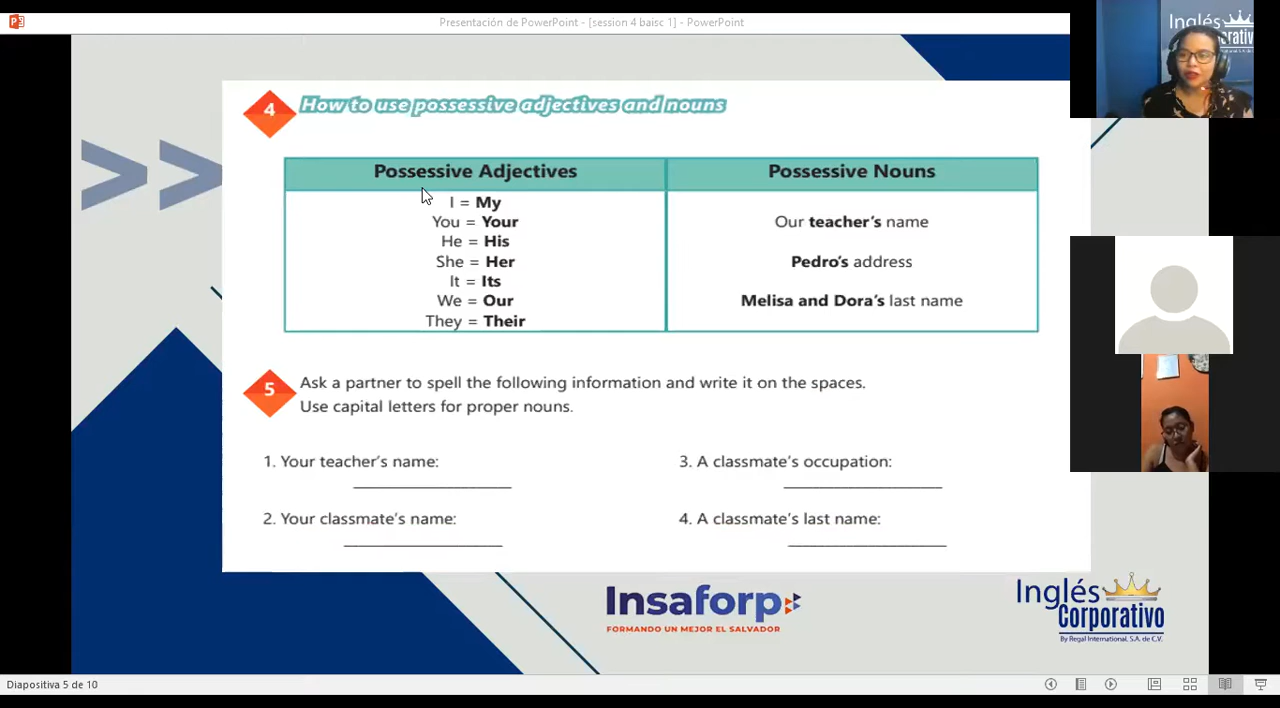 Presentación de PowerPoint - [session 4 baisc 1] - PowerPoint
Inglés
4
How to use possessive adjectives and nouns
Possessive Adjectives
Possessive Nouns
I = My
You = Your
He = His
She = Her
It = Its
We = Our
They = Their
Our teacher's name
Pedro's address
Melisa and Dora's last name
5
Ask a partner to spell the following information and write it on the spaces.
Use capital letters for proper nouns.
1. Your teacher's name:
2. Your classmate's name:
3. A classmate's occupation:
4. A classmate's last name:
Insaforp
FORMANDO UN MEJOR EL SALVADOR
Inglés
Corporativo
By Regal International, S.A. de C.V.
Diapositiva 5 de 10